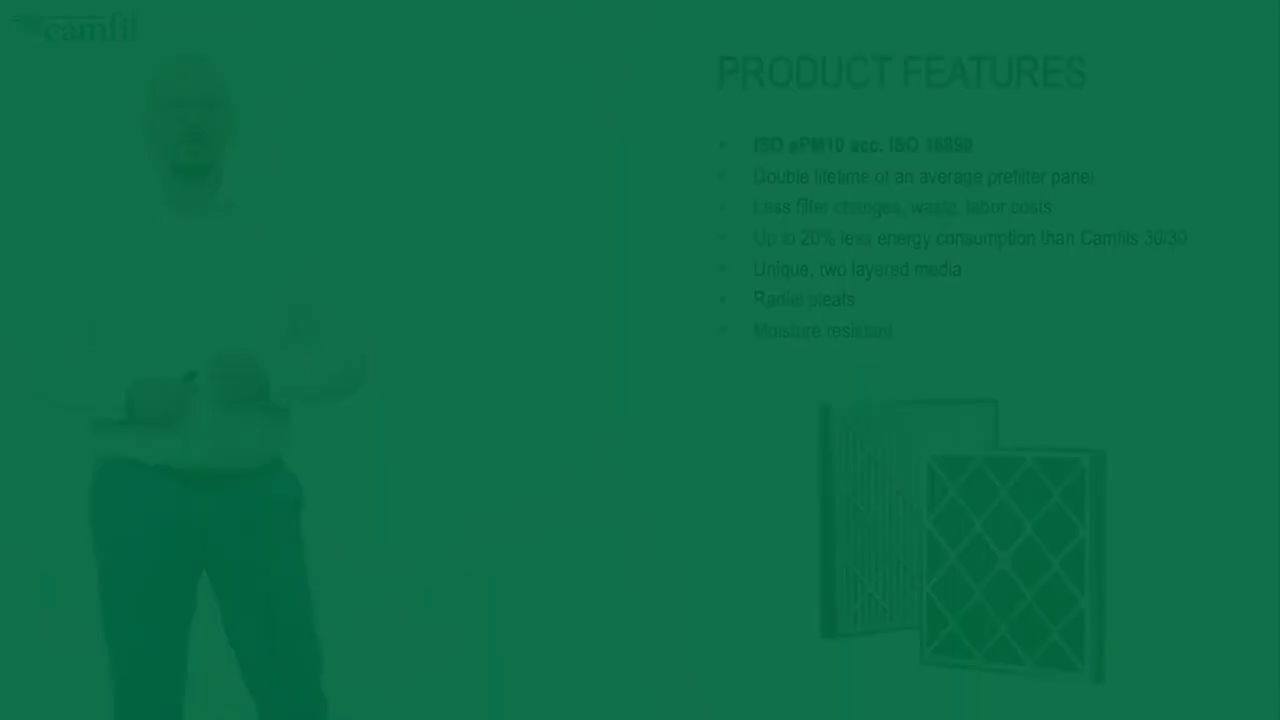 camfil
PRODUCT FEATURES
• ISO ePM10 acc. ISO 16890
• Double lifetime of an average prefilter panel
• Less filter changes, waste, labor costs
• Up to 20% less energy consumption than Camfils 30/30
• Unique, two layered media
• Radial pleats
• Moisture resistant